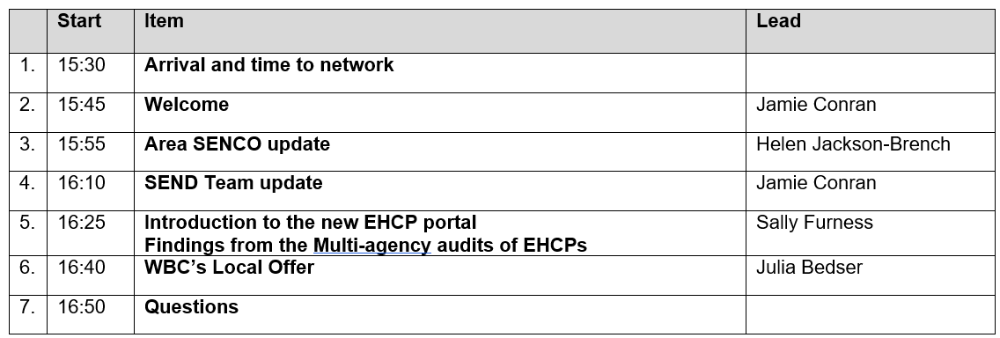 Start Item Lead
1. 15:30 Arrival and time to network
2. 15:45 Welcome Jamie Conran
3. 15:55 Area SENCO update Helen Jackson-Brench
4. 16:10 SEND Team update Jamie Conran
5. 16:25 Introduction to the new EHCP portal Sally Furness
Findings from the Multi-agency audits of EHCPs
6. 16:40 WBC’s Local Offer Julia Bedser
7. 16:50 Questions